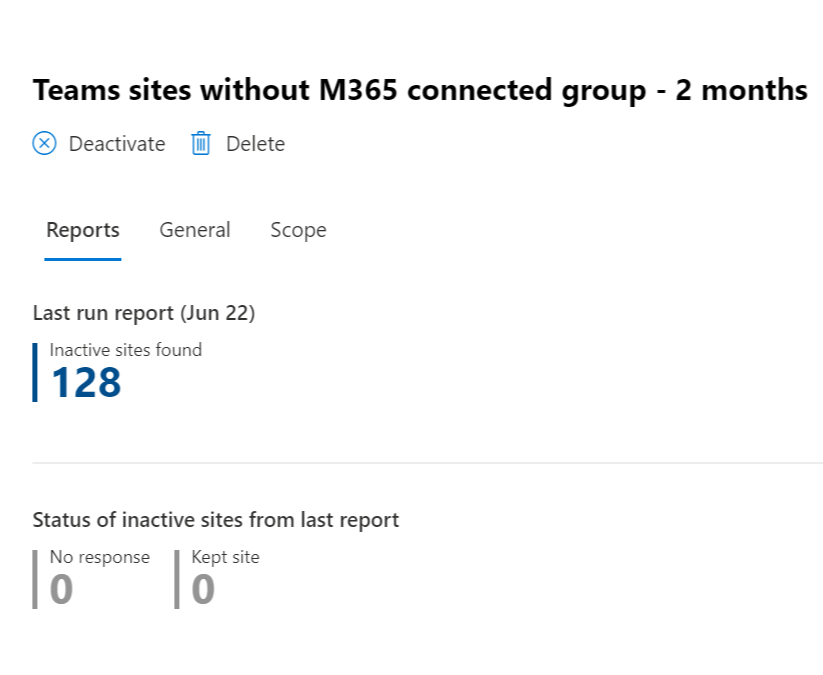 Teams sites without M365 connected group - 2 months
Deactivate Delete
Reports General Scope
Last run report (Jun 22)
Inactive sites found
128
Status of inactive sites from last report
No response Kept site
0 0